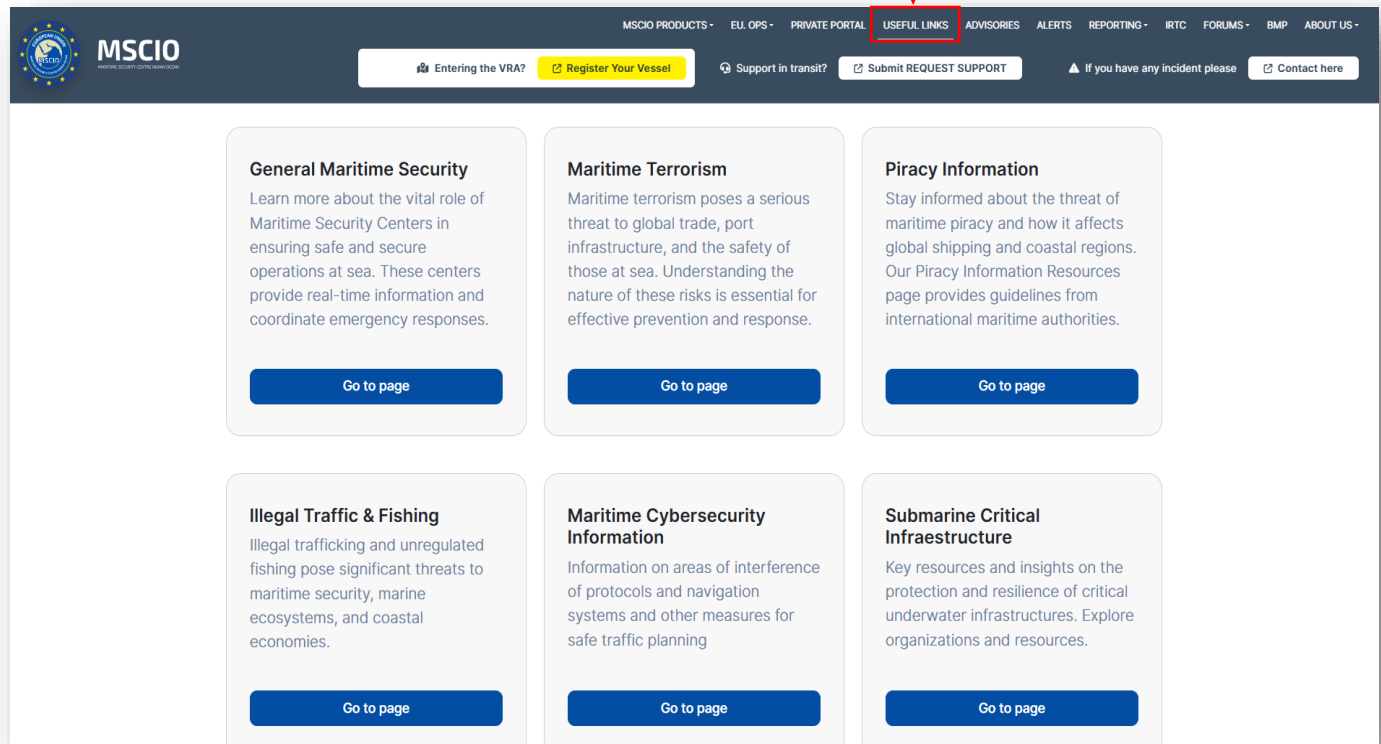 MSCIO PRODUCTS EU. OPS PRIVATE PORTAL USEFUL LINKS ADVISORIES ALERTS REPORTING IRTC FORUMS BMP ABOUT US
EUROPEAN UNION
MSCIO
MSCIO
MARITIME SECURITY CENTRE INDIAN OCEAN
Entering the VRA? Register Your Vessel Support in transit? Submit REQUEST SUPPORT If you have any incident please Contact here
General Maritime Security
Learn more about the vital role of
Maritime Security Centers in
ensuring safe and secure
operations at sea. These centers
provide real-time information and
coordinate emergency responses.
Go to page
Maritime Terrorism
Maritime terrorism poses a serious
threat to global trade, port
infrastructure, and the safety of
those at sea. Understanding the
nature of these risks is essential for
effective prevention and response.
Go to page
Piracy Information
Stay informed about the threat of
maritime piracy and how it affects
global shipping and coastal regions.
Our Piracy Information Resources
page provides guidelines from
international maritime authorities.
Go to page
Illegal Traffic & Fishing
Illegal trafficking and unregulated
fishing pose significant threats to
maritime security, marine
ecosystems, and coastal
economies.
Go to page
Maritime Cybersecurity
Information
Information on areas of interference
of protocols and navigation
systems and other measures for
safe traffic planning
Go to page
Submarine Critical
Infraestructure
Key resources and insights on the
protection and resilience of critical
underwater infrastructures. Explore
organizations and resources.
Go to page